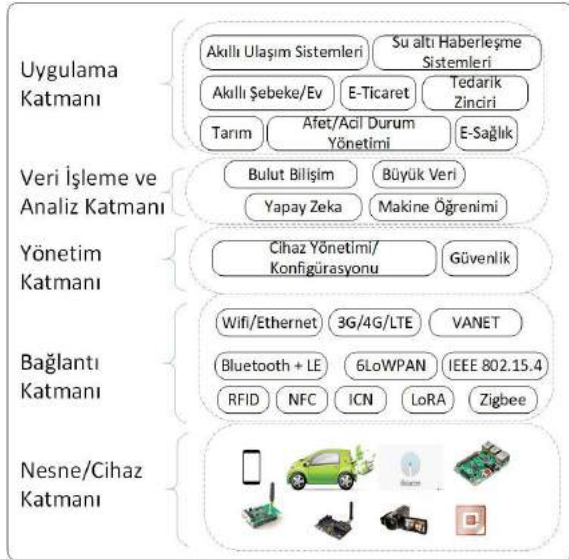 Uygulama
Katmanı
Akıllı Ulaşım Sistemleri
Su altı Haberleşme
Sistemleri
Akıllı Şebeke/Ev
E-Ticaret
Tedarik
Zinciri
Tarım
Afet/Acil Durum
Yönetimi
E-Sağlık
Veri İşleme ve
Analiz Katmanı
Bulut Bilişim
Büyük Veri
Yapay Zeka
Makine Öğrenimi
Yönetim
Katmanı
Cihaz Yönetimi/
Konfigürasyonu
Güvenlik
Bağlantı
Katmanı
Wifi/Ethernet
3G/4G/LTE
VANET
Bluetooth + LE
6LoWPAN
IEEE 802.15.4
RFID
NFC
ICN
LoRA
Zigbee
Nesne/Cihaz
Katmanı